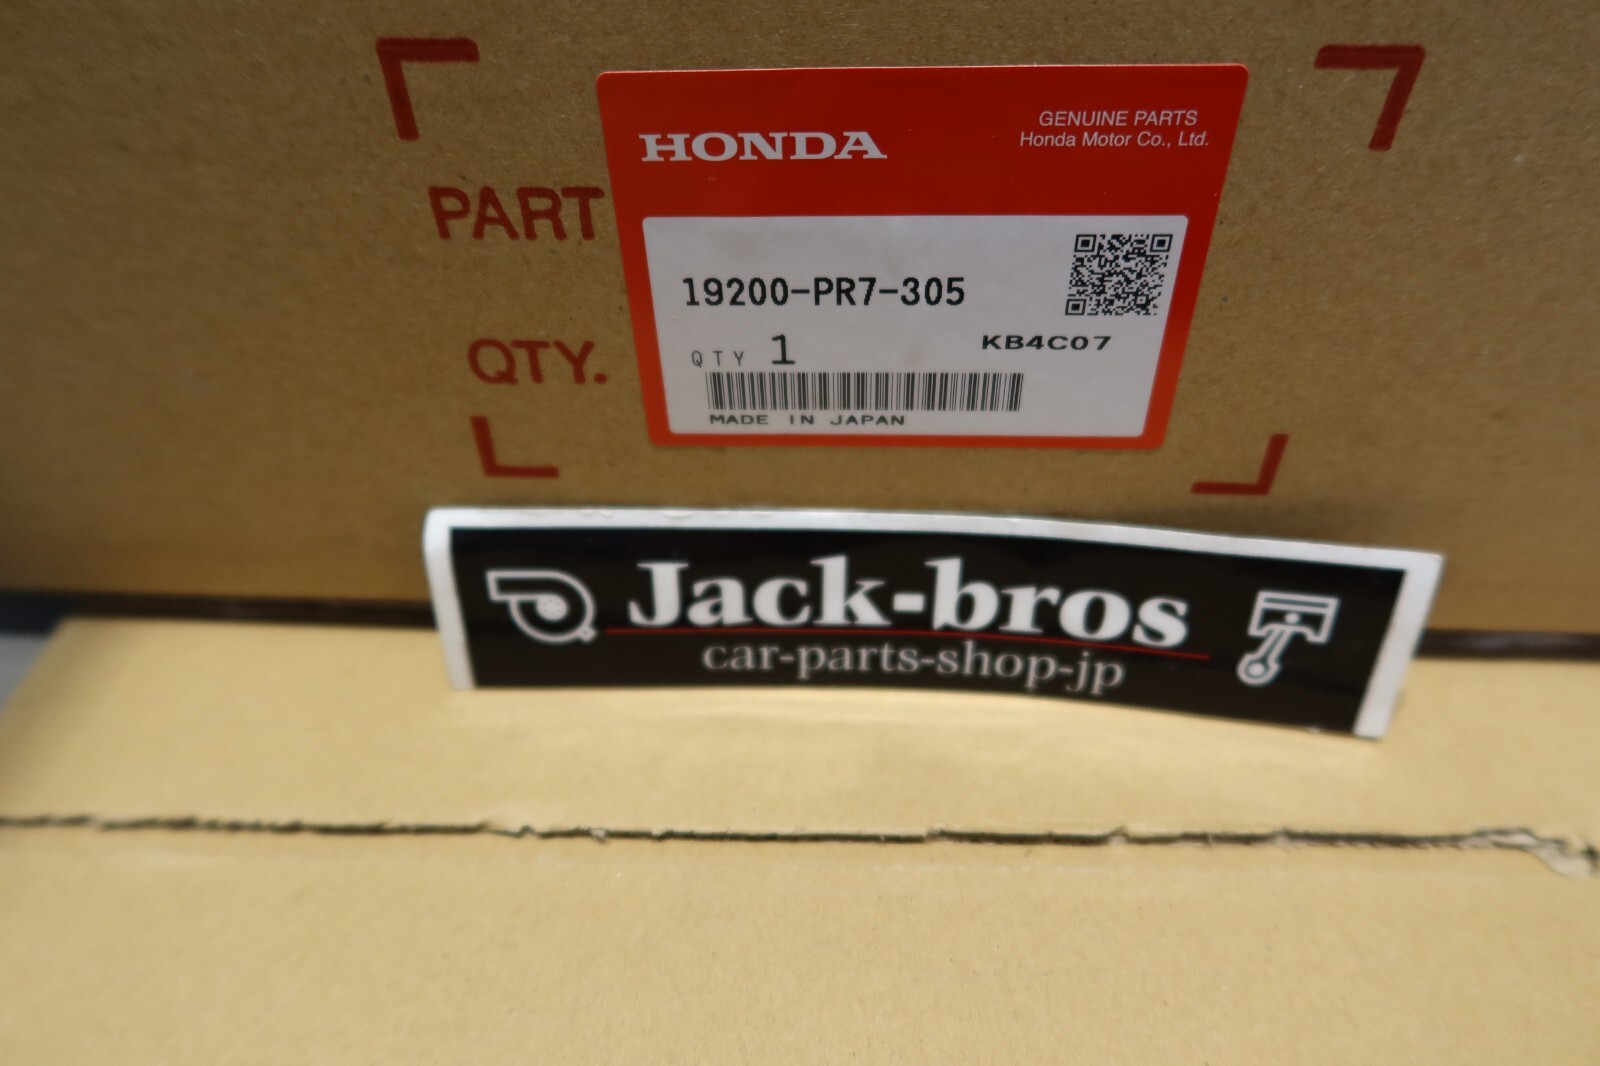 HONDA
GENUINE PARTS
Honda Motor Co., Ltd.
PART
19200-PR7-305
QTY.
QTY 1
KB4C07
MADE IN JAPAN
Jack-bros
car-parts-shop-jp